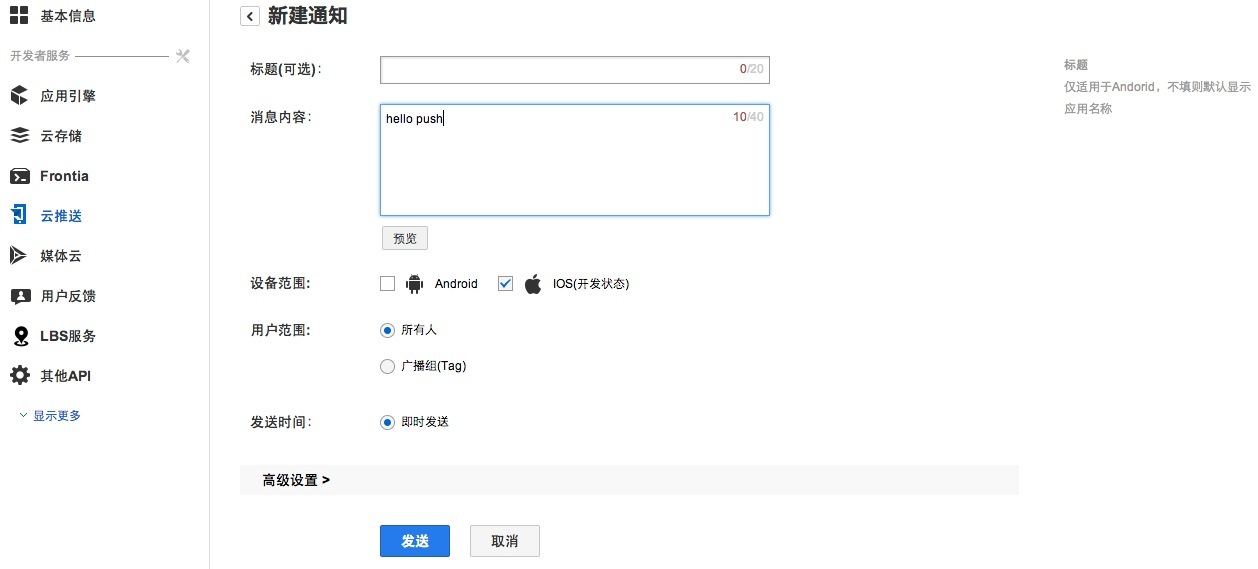 基本信息
开发者服务
应用引擎
云存储
Frontia
云推送
媒体云
用户反馈
LBS服务
其他API
显示更多
新建通知
标题(可选)：
0/20
消息内容：
hello push
10/40
预览
设备范围：
Android
IOS(开发状态)
用户范围：
所有人
广播组(Tag)
发送时间：
即时发送
高级设置 >
发送
取消
标题
仅适用于Andorid，不填则默认显示
应用名称